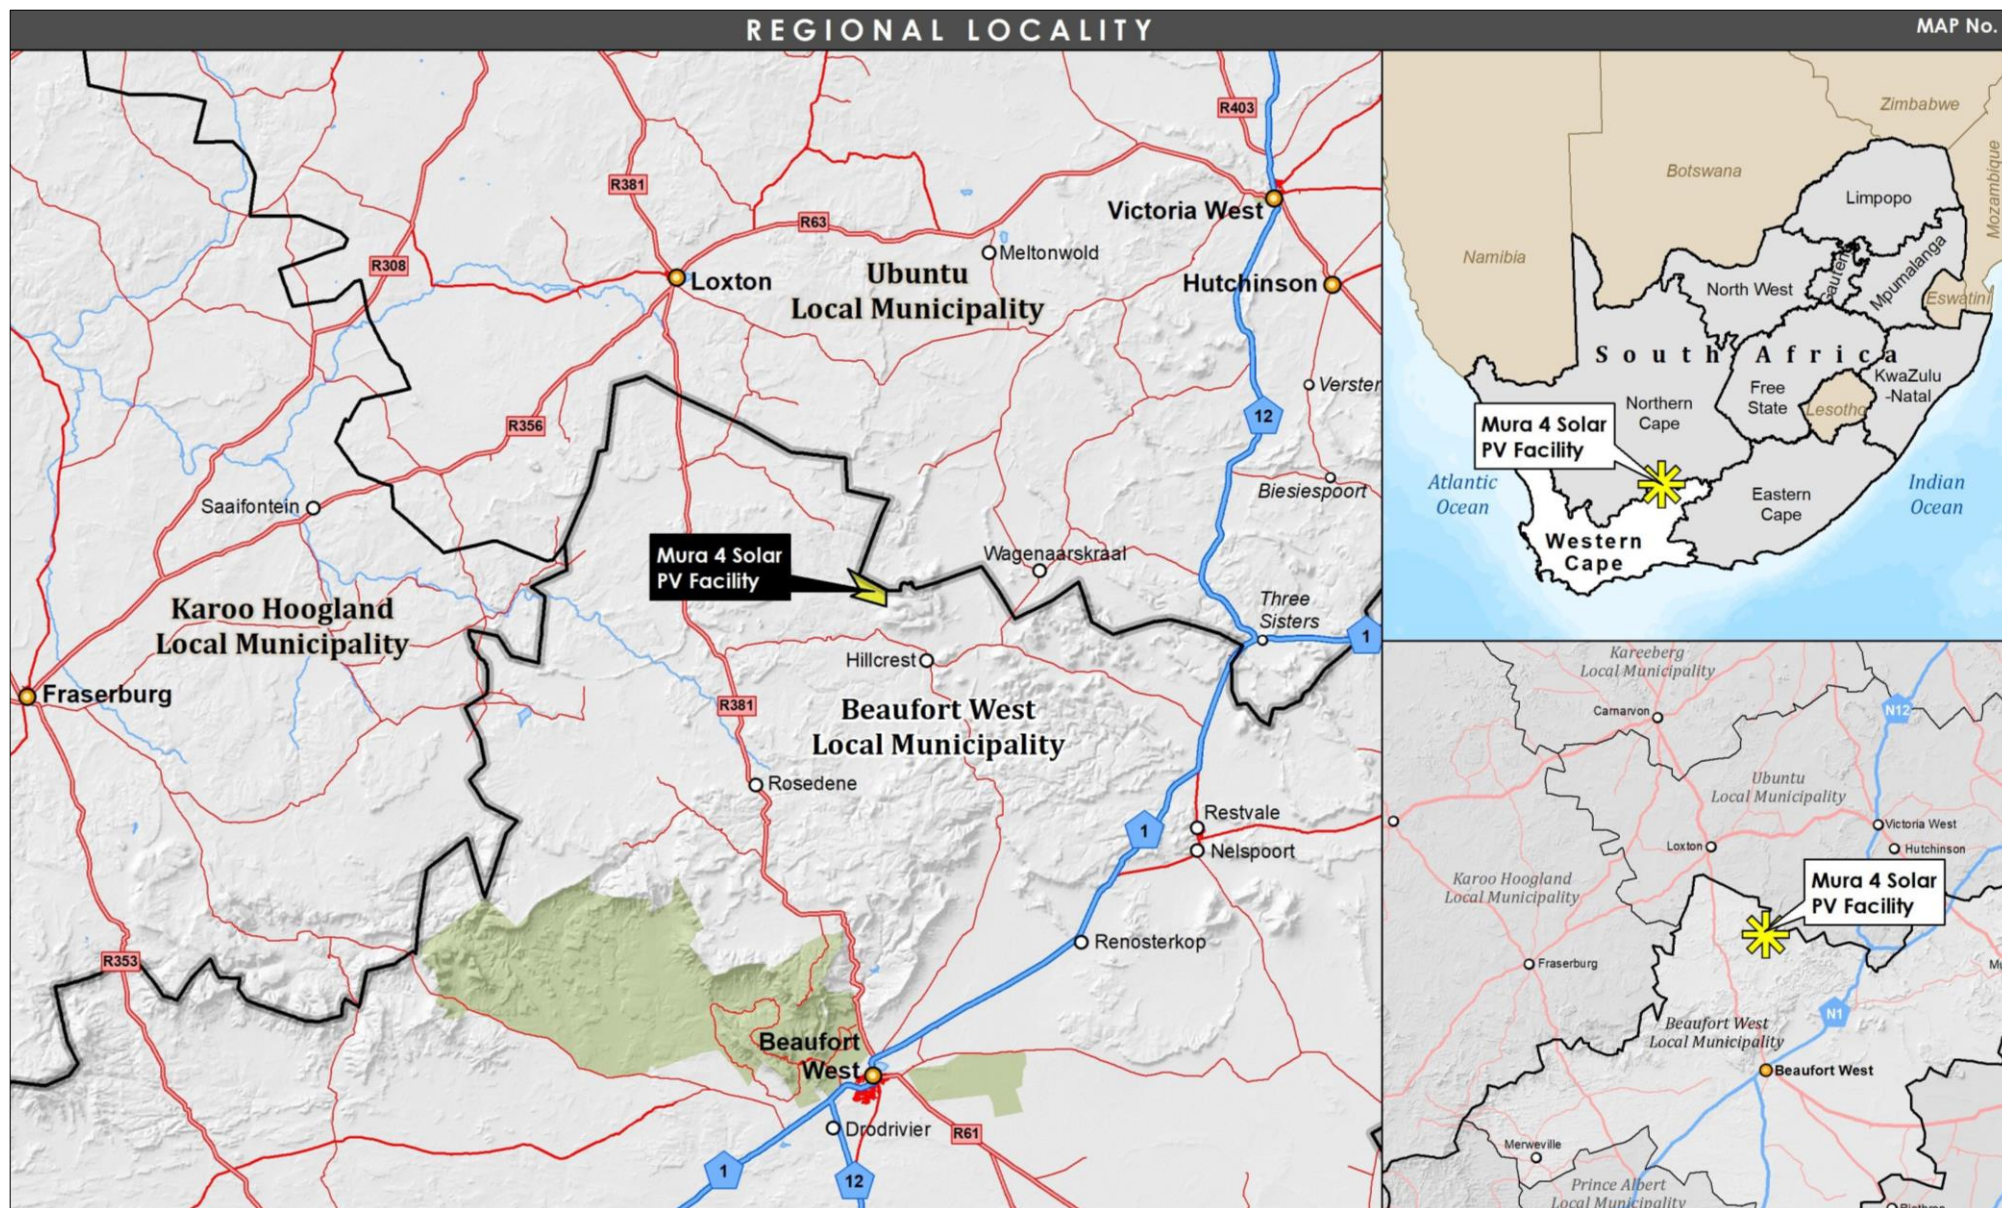 REGIONAL LOCALITY
MAP No.
R403
R381
Victoria West
R63
Meltonwold
R308
Loxton
Ubuntu
Local Municipality
Hutchinson
Verster
12
R356
Biesiespoort
Saaifontein
Mura 4 Solar
PV Facility
Wagenaarskraal
Karoo Hoogland
Local Municipality
Three
Sisters
1
Hillcrest
Fraserburg
R381
Beaufort West
Local Municipality
Rosedene
Restvale
1
Nelspoort
Renosterkop
R353
Beaufort
West
Drodrivier
R61
1
12
Zimbabwe
Botswana
Mozambique
Limpopo
Namibia
Gauteng
Mpumalanga
North West
Eswatini
South Africa
KwaZulu
-Natal
Free
State
Lesotho
Northern
Cape
Mura 4 Solar
PV Facility
Atlantic
Ocean
Indian
Ocean
Eastern
Cape
Western
Cape
Kareeberg
Local Municipality
Carnarvon
N12
Ubuntu
Local Municipality
Victoria West
Loxton
Hutchinson
Karoo Hoogland
Local Municipality
Mura 4 Solar
PV Facility
Fraserburg
N1
Beaufort West
Local Municipality
Beaufort West
Merweville
Prince Albert
Local Municipality